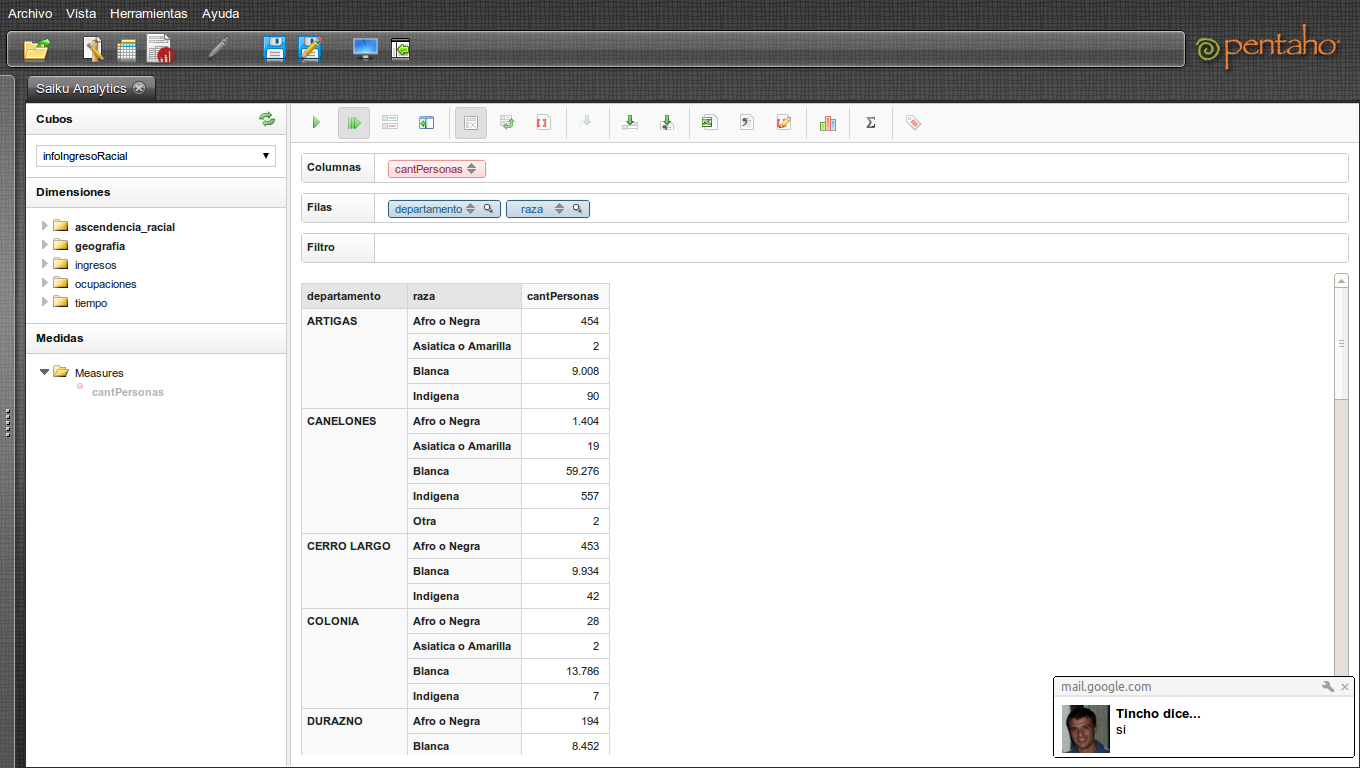 Archivo Vista Herramientas Ayuda
pentaho
Saiku Analytics
Cubos
infoIngresoRacial
Dimensiones
ascendencia_racial
geografia
ingresos
ocupaciones
tiempo
Medidas
Measures
cantPersonas
Columnas cantPersonas
Filas departamento raza
Filtro
departamento raza cantPersonas
ARTIGAS Afro o Negra 454
Asiatica o Amarilla 2
Blanca 9.008
Indigena 90
CANELONES Afro o Negra 1.404
Asiatica o Amarilla 19
Blanca 59.276
Indigena 557
Otra 2
CERRO LARGO Afro o Negra 453
Blanca 9.934
Indigena 42
COLONIA Afro o Negra 28
Asiatica o Amarilla 2
Blanca 13.786
Indigena 7
DURAZNO Afro o Negra 194
Blanca 8.452
mail.google.com
Tincho dice...
si